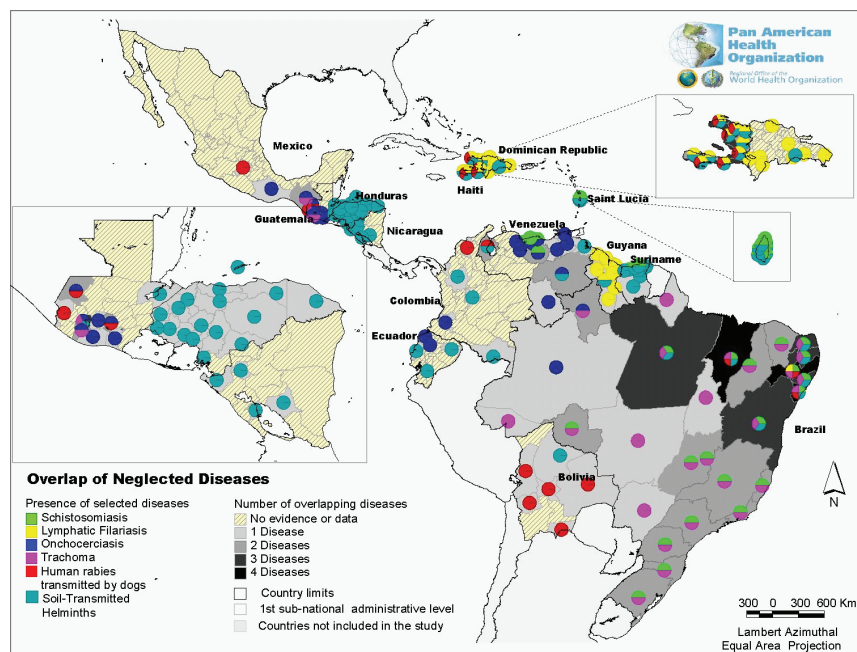 Pan American
Health
Organization
Regional Office of the
World Health Organization
Mexico
Dominican Republic
Haiti
Honduras
Saint Lucia
Guatemala
Nicaragua
Venezuela
Guyana
Suriname
Colombia
Ecuador
Brazil
Bolivia
N
Overlap of Neglected Diseases
Presence of selected diseases
Schistosomiasis
Lymphatic Filariasis
Onchocerciasis
Trachoma
Human rabies
transmitted by dogs
Soil-Transmitted
Helminths
Number of overlapping diseases
No evidence or data
1 Disease
2 Diseases
3 Diseases
4 Diseases
Country limits
1st sub-national administrative level
Countries not included in the study
300 0 300 600 Km
Lambert Azimuthal
Equal Area Projection